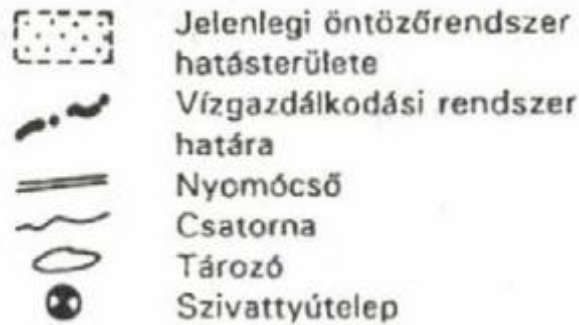 Jelenlegi öntözőrendszer
hatásterülete
Vízgazdálkodási rendszer
határa
Nyomócső
Csatorna
Tározó
Szivattyútelep